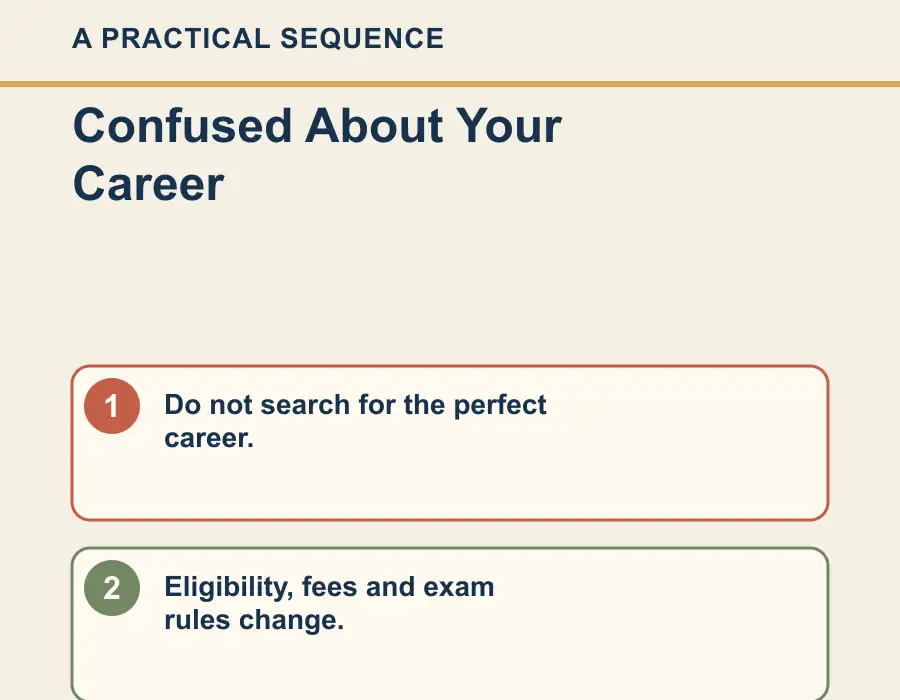 A PRACTICAL SEQUENCE
Confused About Your
Career
1
Do not search for the perfect
career.
2
Eligibility, fees and exam
rules change.